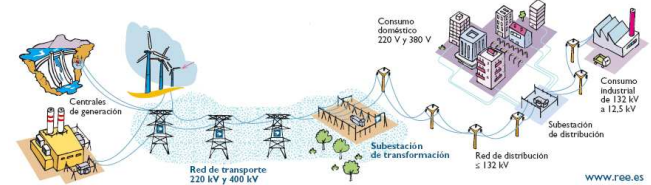 Consumo
doméstico
220 V y 380 V
Centrales
de generación
Consumo
industrial
de 132 kV
a 12,5 kV
Subestación
de distribución
Subestación
de transformación
Red de distribución
≤ 132 kV
Red de transporte
220 kV y 400 kV
www.ree.es